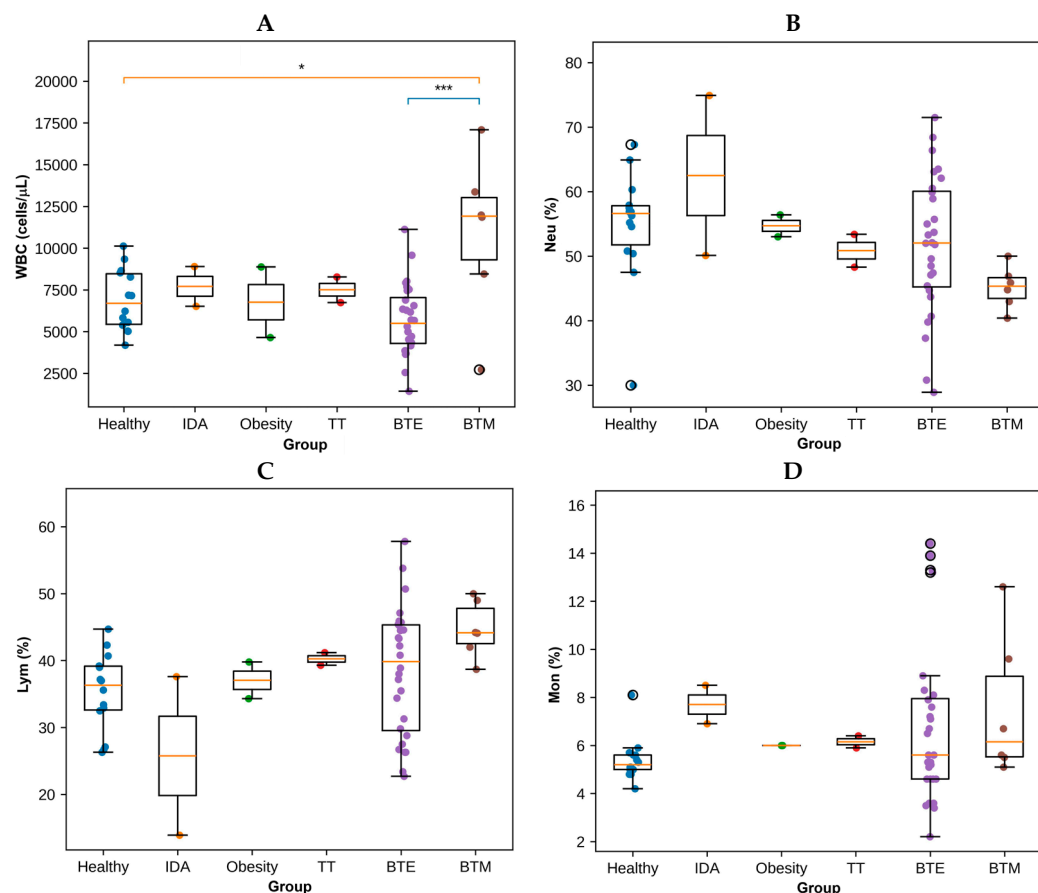 A
WBC (cells/μL)
20000
17500
15000
12500
10000
7500
5000
2500
*
***
Healthy IDA Obesity TT BTE BTM
Group
B
Neu (%)
80
70
60
50
40
30
Healthy IDA Obesity TT BTE BTM
Group
C
Lym (%)
60
50
40
30
20
Healthy IDA Obesity TT BTE BTM
Group
D
Mon (%)
16
14
12
10
8
6
4
2
Healthy IDA Obesity TT BTE BTM
Group